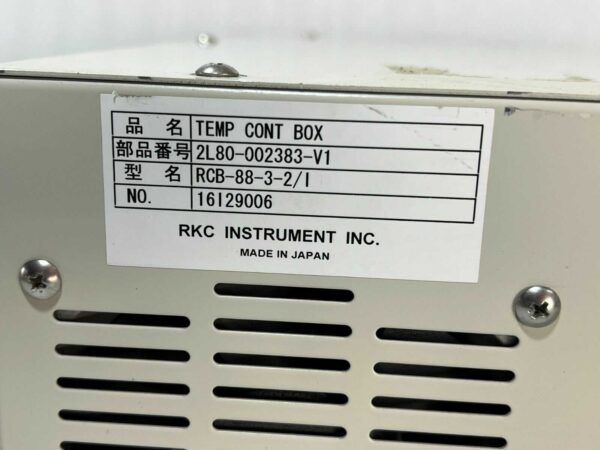 品 名 TEMP CONT BOX
部品番号 2L80-002383-V1
型 名 RCB-88-3-2/I
NO. 16I29006
RKC INSTRUMENT INC.
MADE IN JAPAN